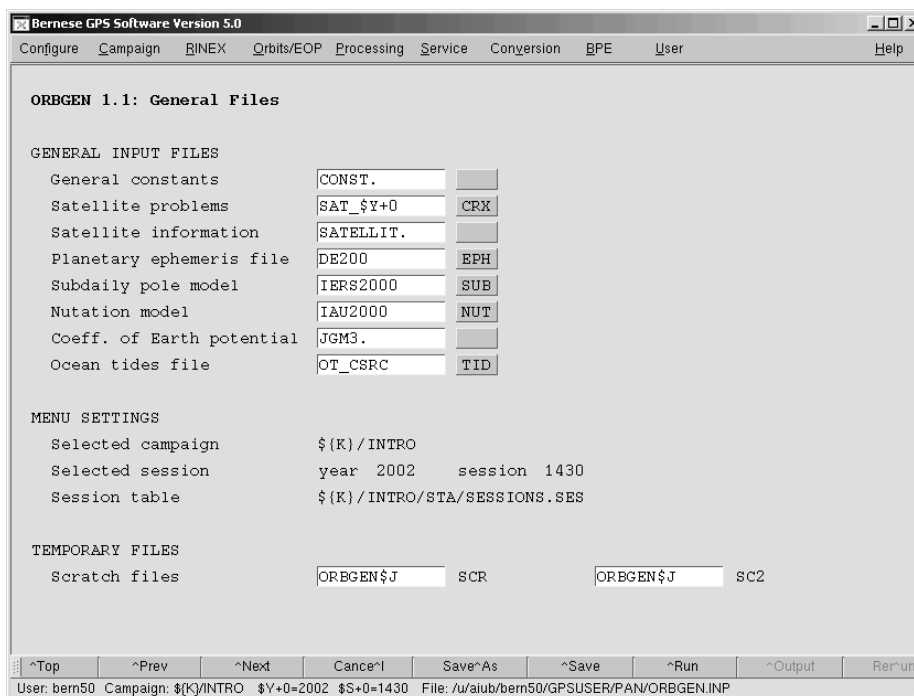 Bernese GPS Software Version 5.0
Configure Campaign RINEX Orbits/EOP Processing Service Conversion BPE User Help
ORBGEN 1.1: General Files
GENERAL INPUT FILES
General constants CONST.
Satellite problems SAT_$Y+0 CRX
Satellite information SATELLIT.
Planetary ephemeris file DE200 EPH
Subdaily pole model IERS2000 SUB
Nutation model IAU2000 NUT
Coeff. of Earth potential JGM3.
Ocean tides file OT_CSRC TID
MENU SETTINGS
Selected campaign ${K}/INTRO
Selected session year 2002 session 1430
Session table ${K}/INTRO/STA/SESSIONS.SES
TEMPORARY FILES
Scratch files ORBGEN$J SCR ORBGEN$J SC2
^Top ^Prev ^Next Cance^l Save^As ^Save ^Run ^Output Rer^un
User: bern50 Campaign: ${K}/INTRO $Y+0=2002 $S+0=1430 File: /u/aiub/bern50/GPSUSER/PAN/ORBGEN.INP